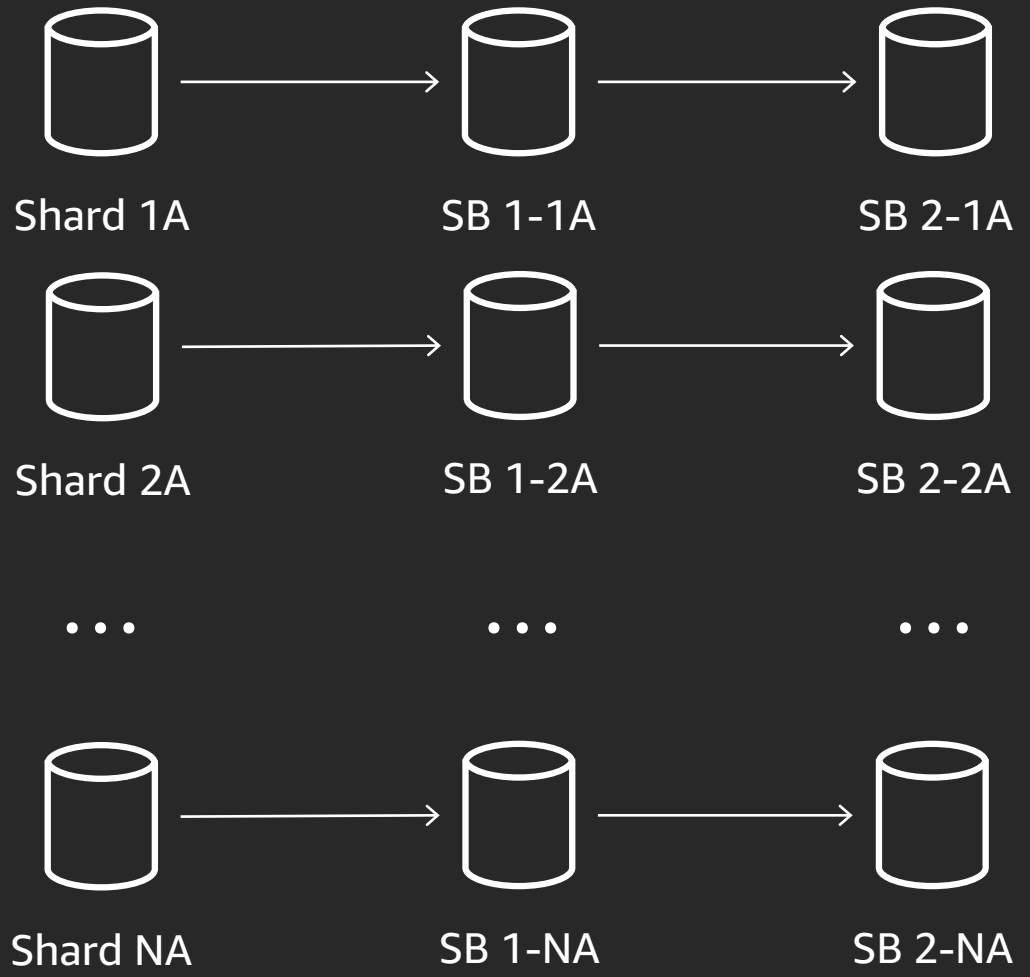 Shard 1A
SB 1-1A
SB 2-1A
Shard 2A
SB 1-2A
SB 2-2A
...
...
...
Shard NA
SB 1-NA
SB 2-NA